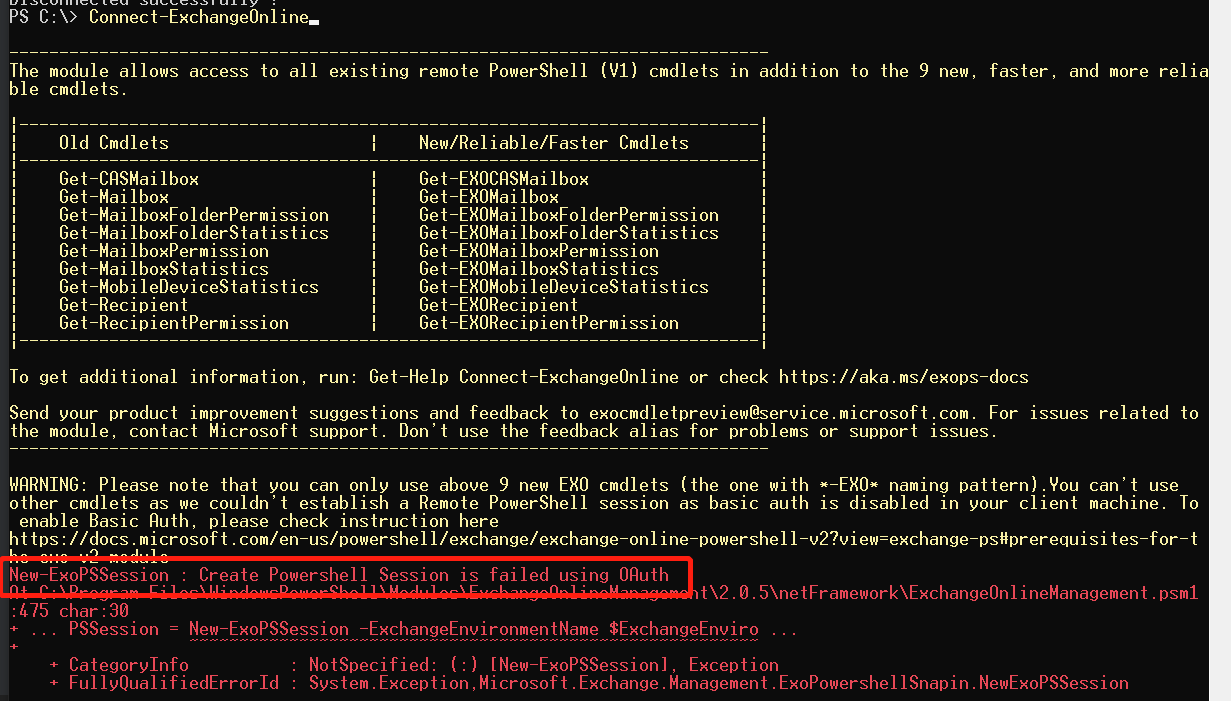 Disconnected successfully !
PS C:\> Connect-ExchangeOnline
----------------------------------------------------------------------------
The module allows access to all existing remote PowerShell (V1) cmdlets in addition to the 9 new, faster, and more relia
ble cmdlets.
|--------------------------------------------------------------------------|
|    Old Cmdlets                    |    New/Reliable/Faster Cmdlets       |
|--------------------------------------------------------------------------|
|    Get-CASMailbox                 |    Get-EXOCASMailbox                 |
|    Get-Mailbox                    |    Get-EXOMailbox                    |
|    Get-MailboxFolderPermission    |    Get-EXOMailboxFolderPermission    |
|    Get-MailboxFolderStatistics    |    Get-EXOMailboxFolderStatistics    |
|    Get-MailboxPermission          |    Get-EXOMailboxPermission          |
|    Get-MailboxStatistics          |    Get-EXOMailboxStatistics          |
|    Get-MobileDeviceStatistics     |    Get-EXOMobileDeviceStatistics     |
|    Get-Recipient                  |    Get-EXORecipient                  |
|    Get-RecipientPermission        |    Get-EXORecipientPermission        |
|--------------------------------------------------------------------------|
To get additional information, run: Get-Help Connect-ExchangeOnline or check https://aka.ms/exops-docs
Send your product improvement suggestions and feedback to exocmdletpreview@service.microsoft.com. For issues related to
the module, contact Microsoft support. Don't use the feedback alias for problems or support issues.
----------------------------------------------------------------------------
WARNING: Please note that you can only use above 9 new EXO cmdlets (the one with *-EXO* naming pattern).You can't use
other cmdlets as we couldn't establish a Remote PowerShell session as basic auth is disabled in your client machine. To
 enable Basic Auth, please check instruction here
https://docs.microsoft.com/en-us/powershell/exchange/exchange-online-powershell-v2?view=exchange-ps#prerequisites-for-t
he-exo-v2-module
New-ExoPSSession : Create Powershell Session is failed using OAuth
At C:\Program Files\WindowsPowerShell\Modules\ExchangeOnlineManagement\2.0.5\netFramework\ExchangeOnlineManagement.psm1
:475 char:30
+ ... PSSession = New-ExoPSSession -ExchangeEnvironmentName $ExchangeEnviro ...
+
    + CategoryInfo          : NotSpecified: (:) [New-ExoPSSession], Exception
    + FullyQualifiedErrorId : System.Exception,Microsoft.Exchange.Management.ExoPowershellSnapin.NewExoPSSession